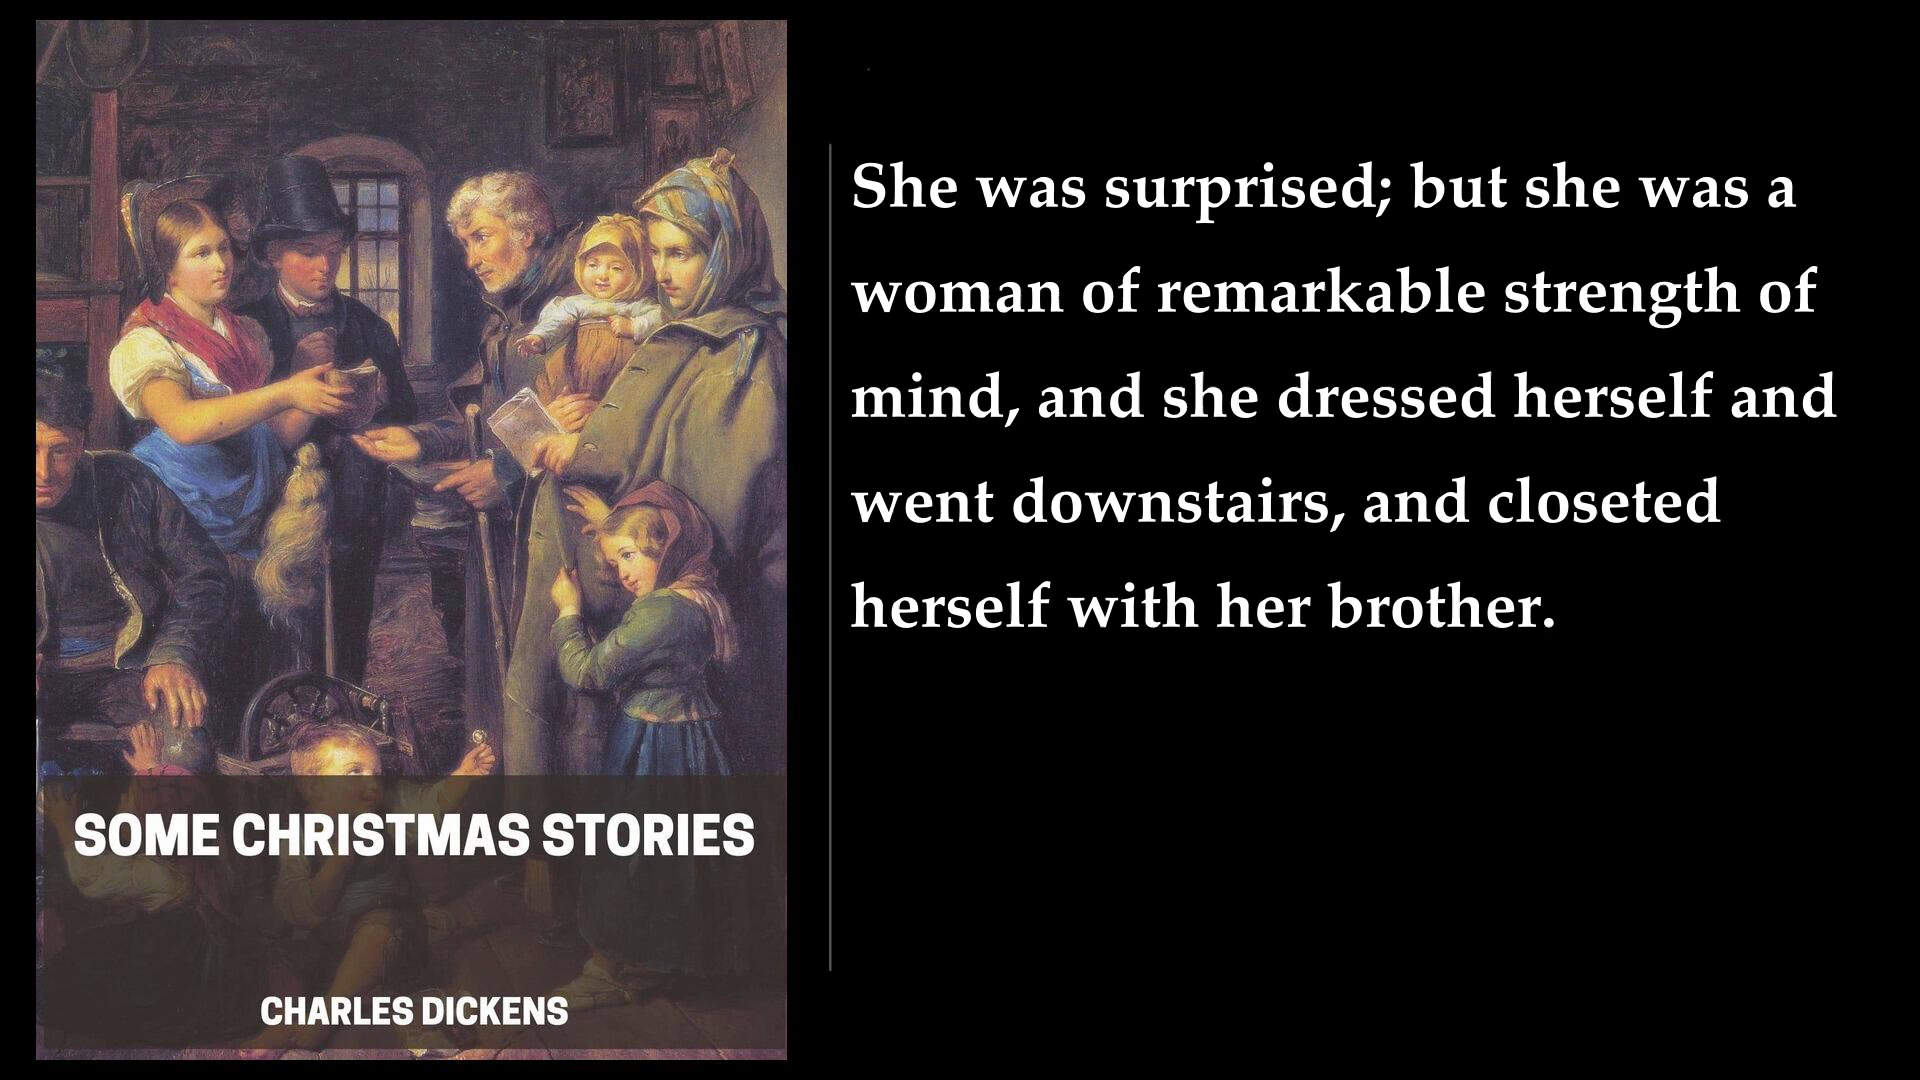 She was surprised; but she was a
woman of remarkable strength of
mind, and she dressed herself and
went downstairs, and closeted
herself with her brother.
SOME CHRISTMAS STORIES
CHARLES DICKENS